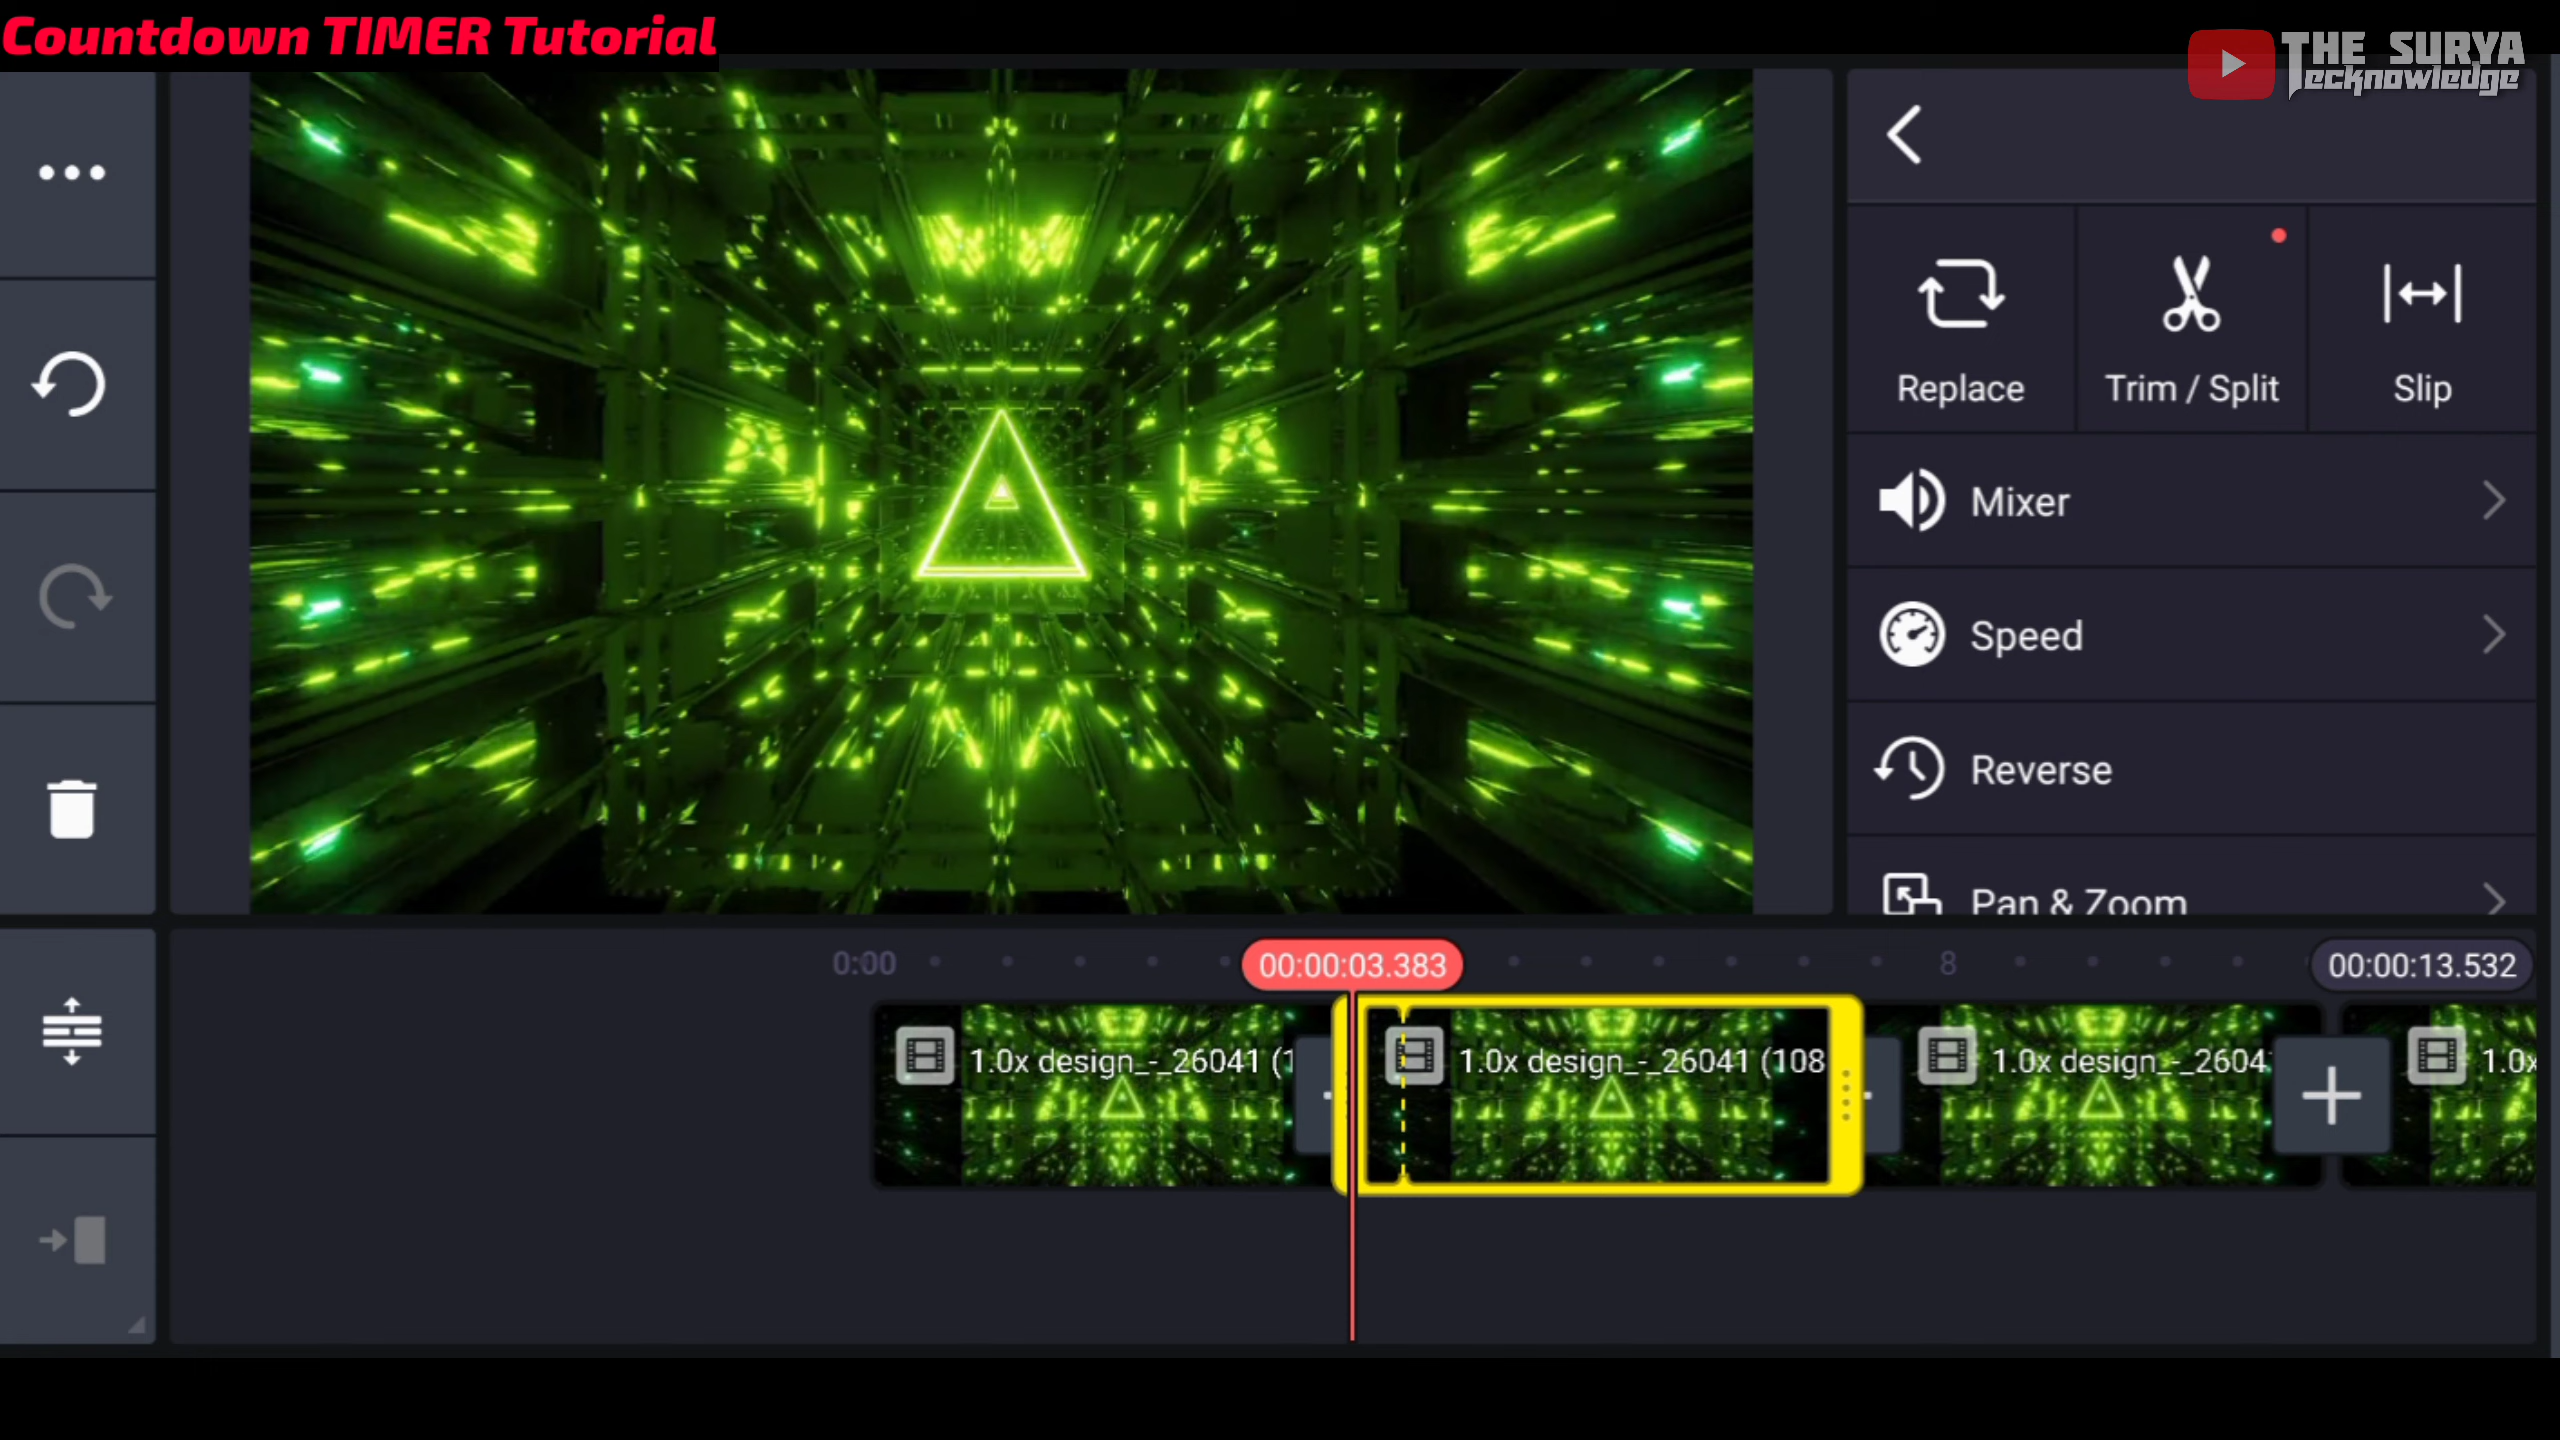 Countdown TIMER Tutorial
THE SURYA
Tecknowledge
Replace
Trim / Split
Slip
Mixer
Speed
Reverse
Pan & Zoom
0:00
00:00:03.383
8
00:00:13.532
1.0x design_-_26041 (1
1.0x design_-_26041 (108
1.0x design_-_2604
1.0x